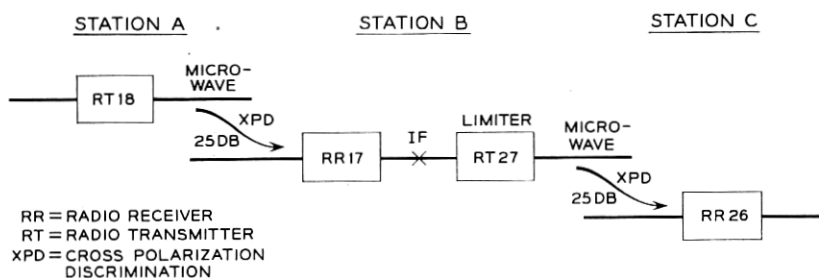 STATION A
STATION B
STATION C
MICRO-
WAVE
RT18
XPD
25DB
RR17
IF
LIMITER
RT27
MICRO-
WAVE
XPD
25DB
RR26
RR = RADIO RECEIVER
RT = RADIO TRANSMITTER
XPD = CROSS POLARIZATION
DISCRIMINATION